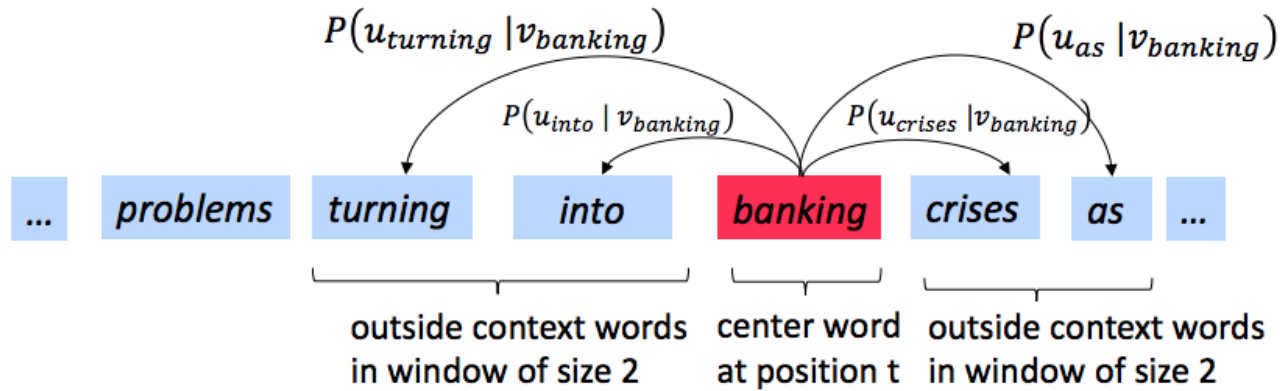 P(u_turning | v_banking)
P(u_as | v_banking)
P(u_into | v_banking)
P(u_crises | v_banking)
... problems turning into banking crises as ...
outside context words
in window of size 2
center word
at position t
outside context words
in window of size 2